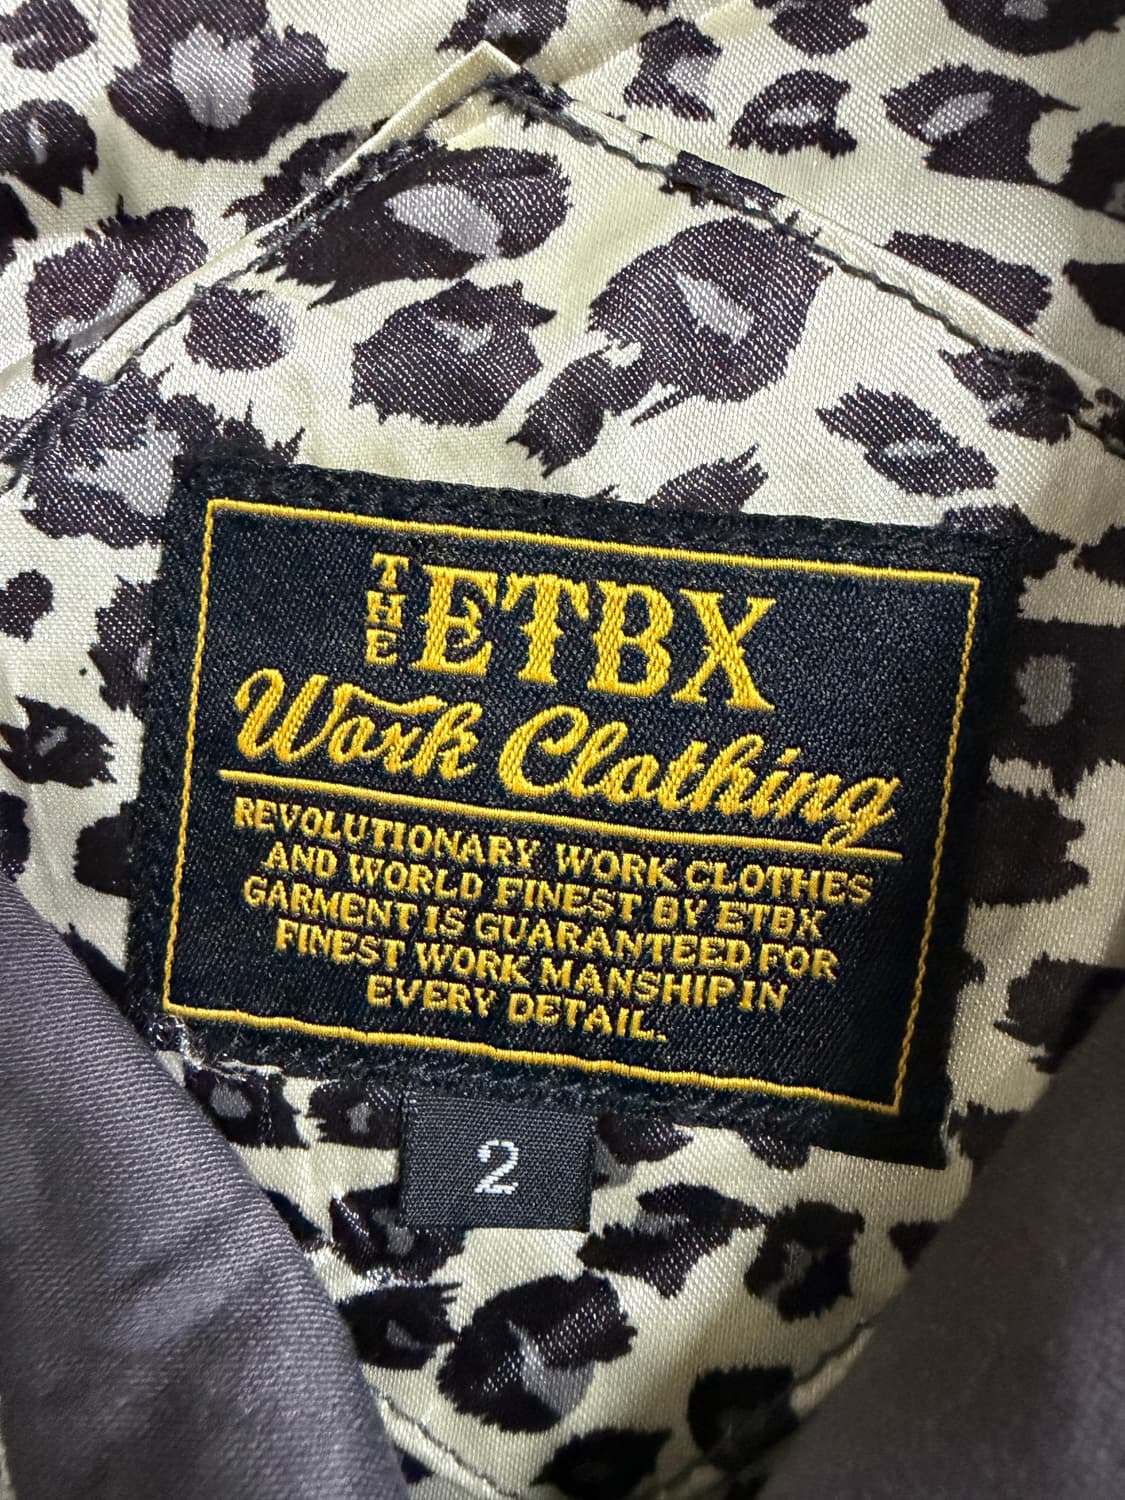 THE ETBX
Work Clothing
REVOLUTIONARY WORK CLOTHES
AND WORLD FINEST BY ETBX
GARMENT IS GUARANTEED FOR
FINEST WORK MANSHIP IN
EVERY DETAIL.
2